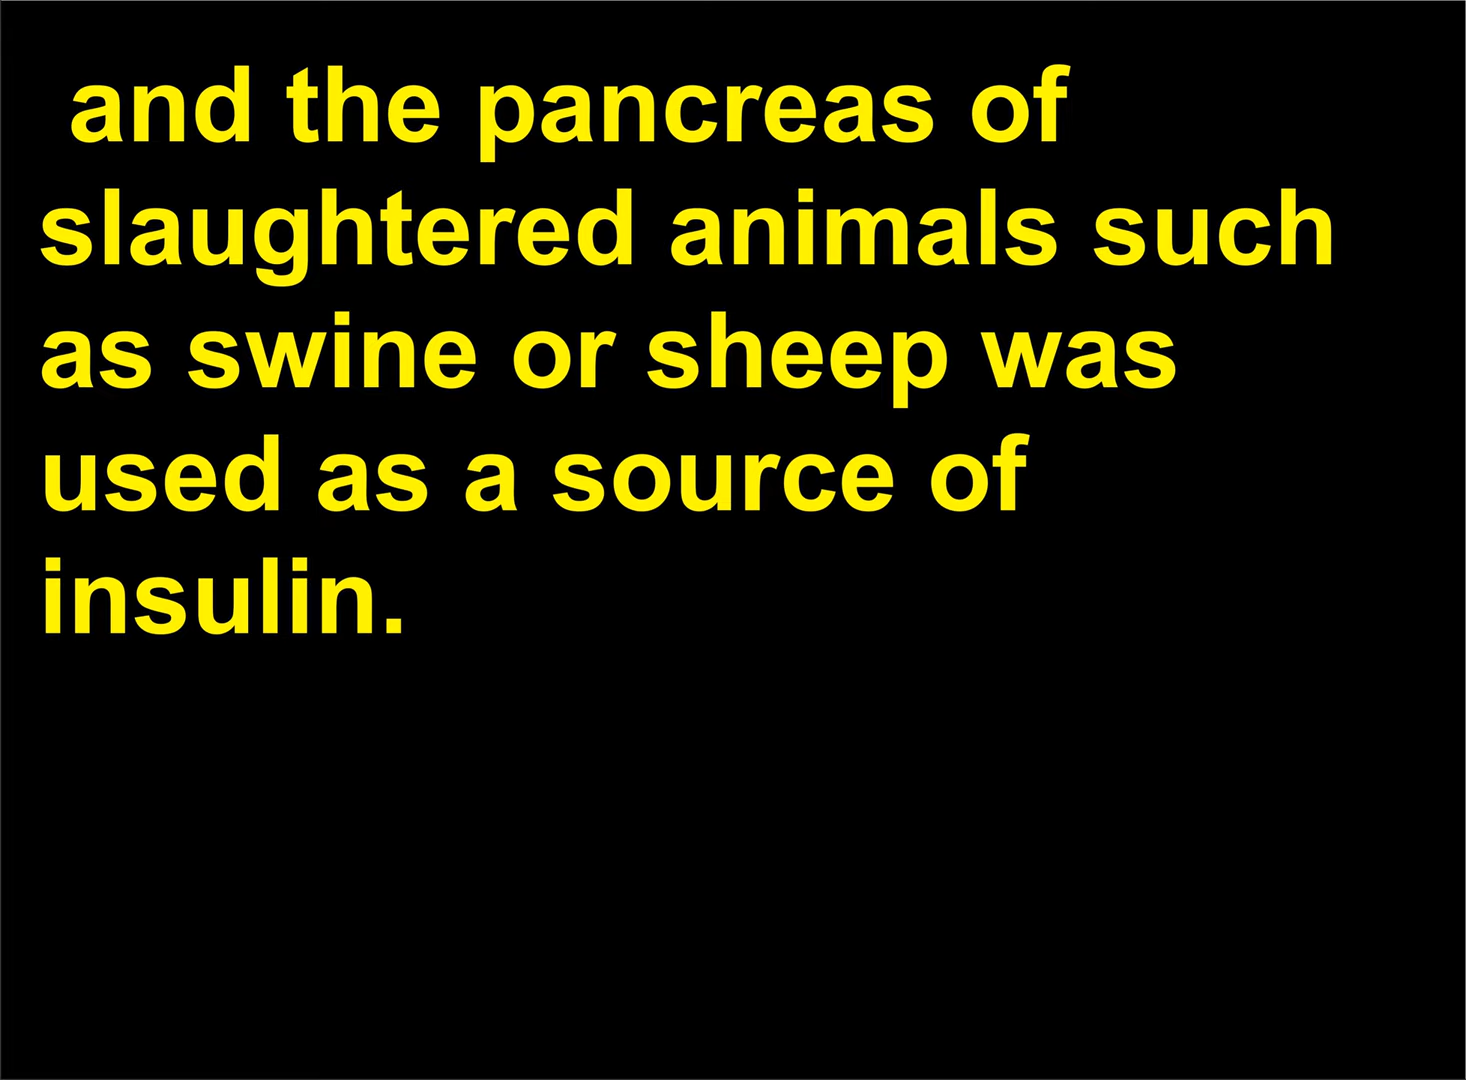 and the pancreas of
slaughtered animals such
as swine or sheep was
used as a source of
insulin.